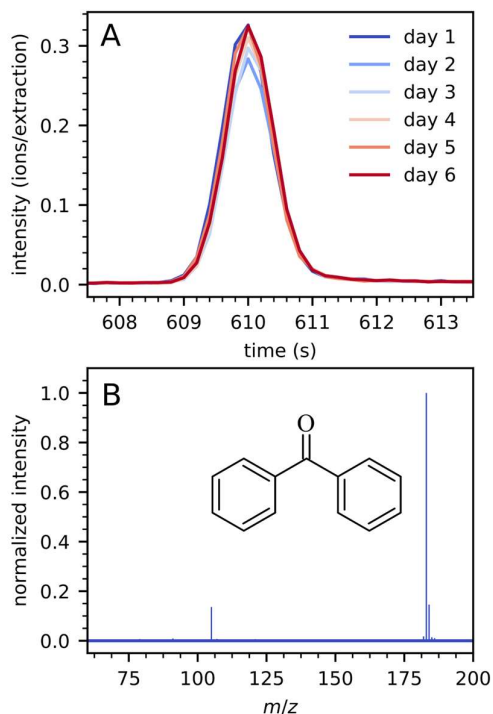 A
day 1
day 2
day 3
day 4
day 5
day 6
intensity (ions/extraction)
0.3
0.2
0.1
0.0
608 609 610 611 612 613
time (s)
B
O
normalized intensity
1.0
0.8
0.6
0.4
0.2
0.0
75 100 125 150 175 200
m/z